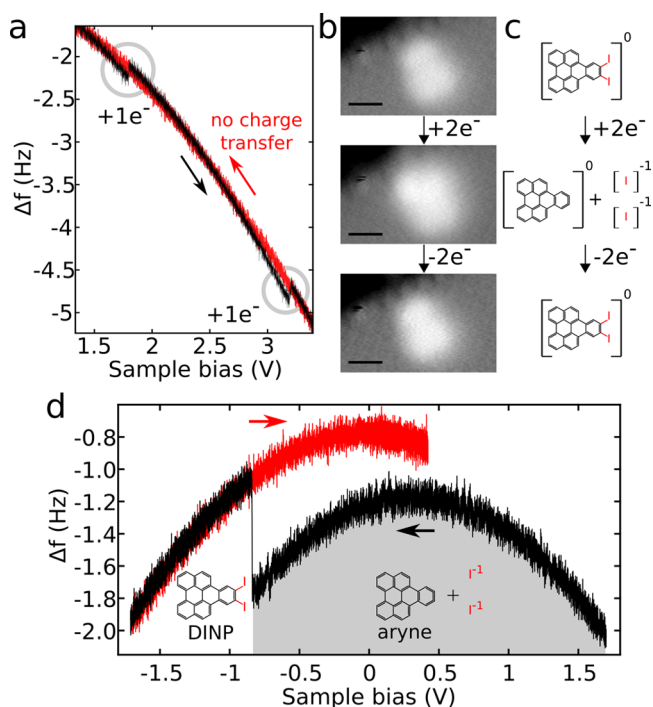 a
Δf (Hz)
-2
-2.5
-3
-3.5
-4
-4.5
-5
+1e⁻
no charge
transfer
+1e⁻
1.5
2
2.5
3
Sample bias (V)
b
+2e⁻
-2e⁻
c
I
I
0
+2e⁻
0
+
I
-1
I
-1
-2e⁻
I
I
0
d
Δf (Hz)
-0.8
-1.0
-1.2
-1.4
-1.6
-1.8
-2.0
I
I
DINP
+
I⁻¹
I⁻¹
aryne
-1.5
-1
-0.5
0
0.5
1
1.5
Sample bias (V)